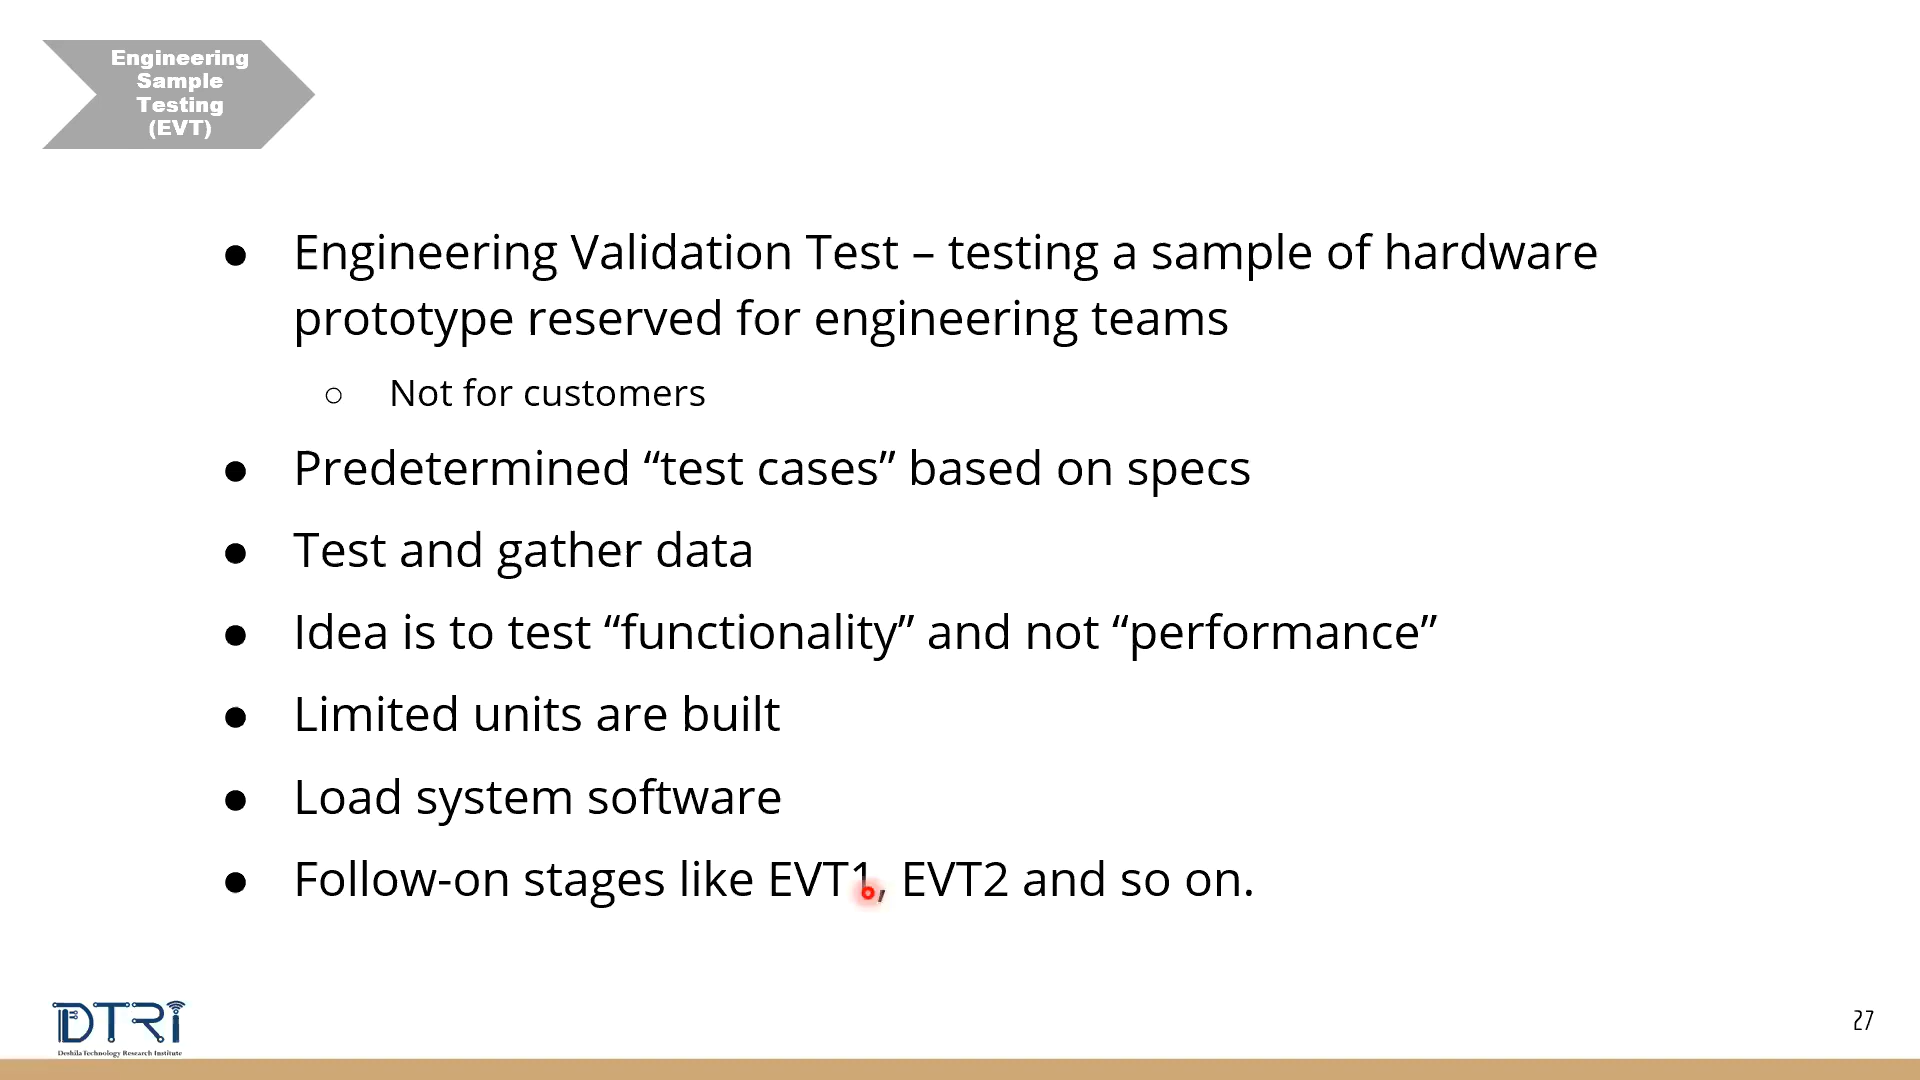 Engineering
Sample
Testing
(EVT)
● Engineering Validation Test – testing a sample of hardware
prototype reserved for engineering teams
○ Not for customers
● Predetermined “test cases” based on specs
● Test and gather data
● Idea is to test “functionality” and not “performance”
● Limited units are built
● Load system software
● Follow-on stages like EVT1, EVT2 and so on.
DTRi
Deshila Technology Research Institute
27